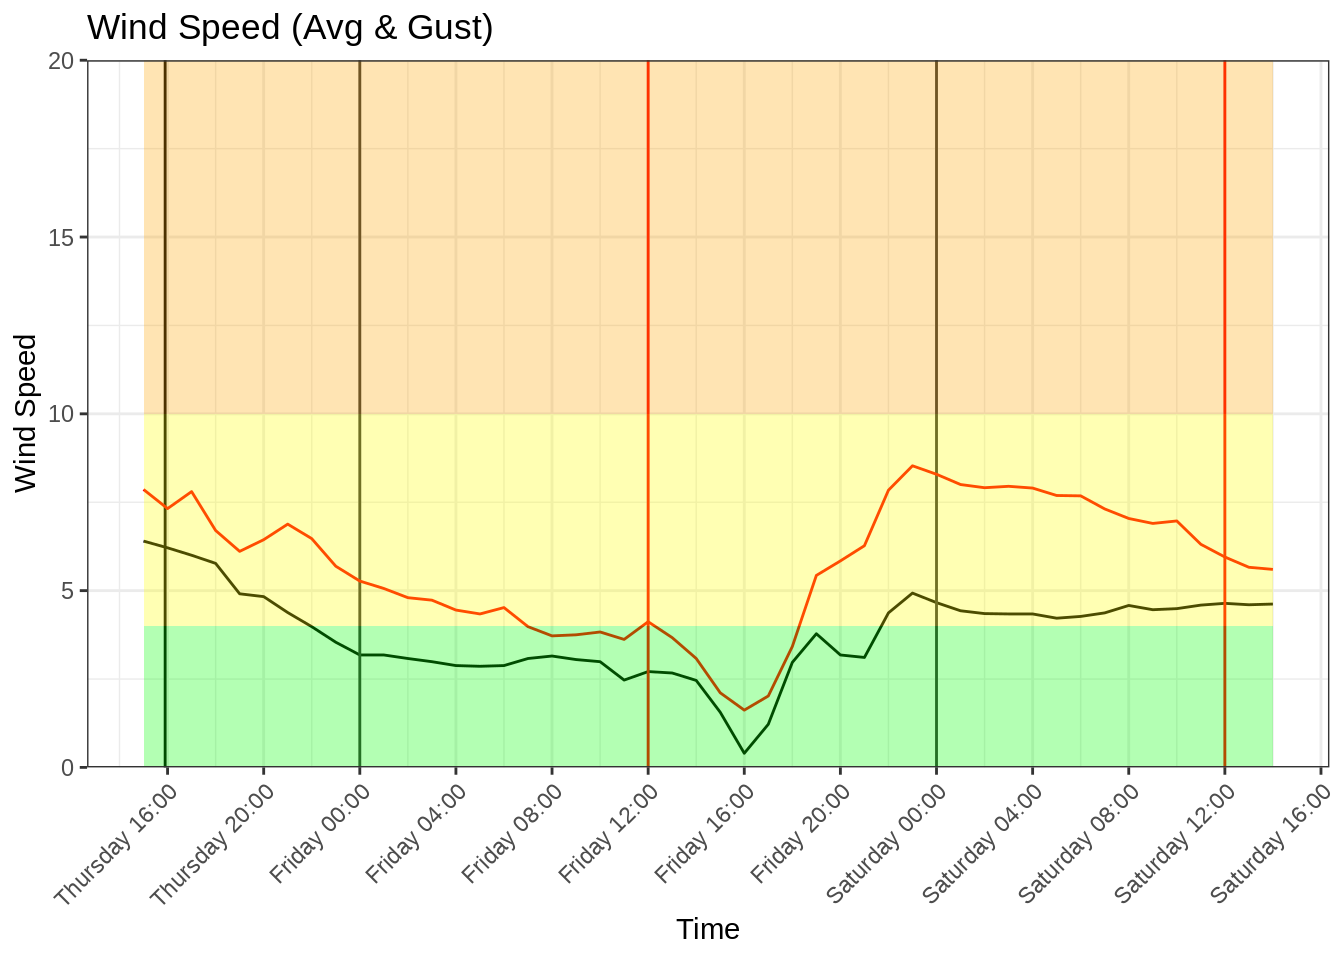 Wind Speed (Avg & Gust)
20
15
10
5
0
Wind Speed
Thursday 16:00
Thursday 20:00
Friday 00:00
Friday 04:00
Friday 08:00
Friday 12:00
Friday 16:00
Friday 20:00
Saturday 00:00
Saturday 04:00
Saturday 08:00
Saturday 12:00
Saturday 16:00
Time